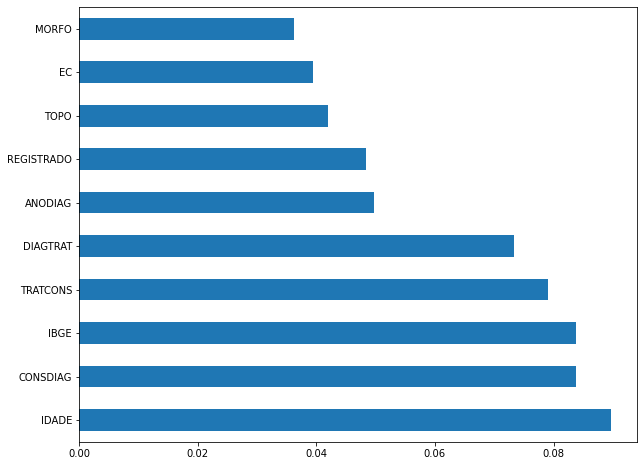 MORFO
EC
TOPO
REGISTRADO
ANODIAG
DIAGTRAT
TRATCONS
IBGE
CONSDIAG
IDADE
0.00 0.02 0.04 0.06 0.08